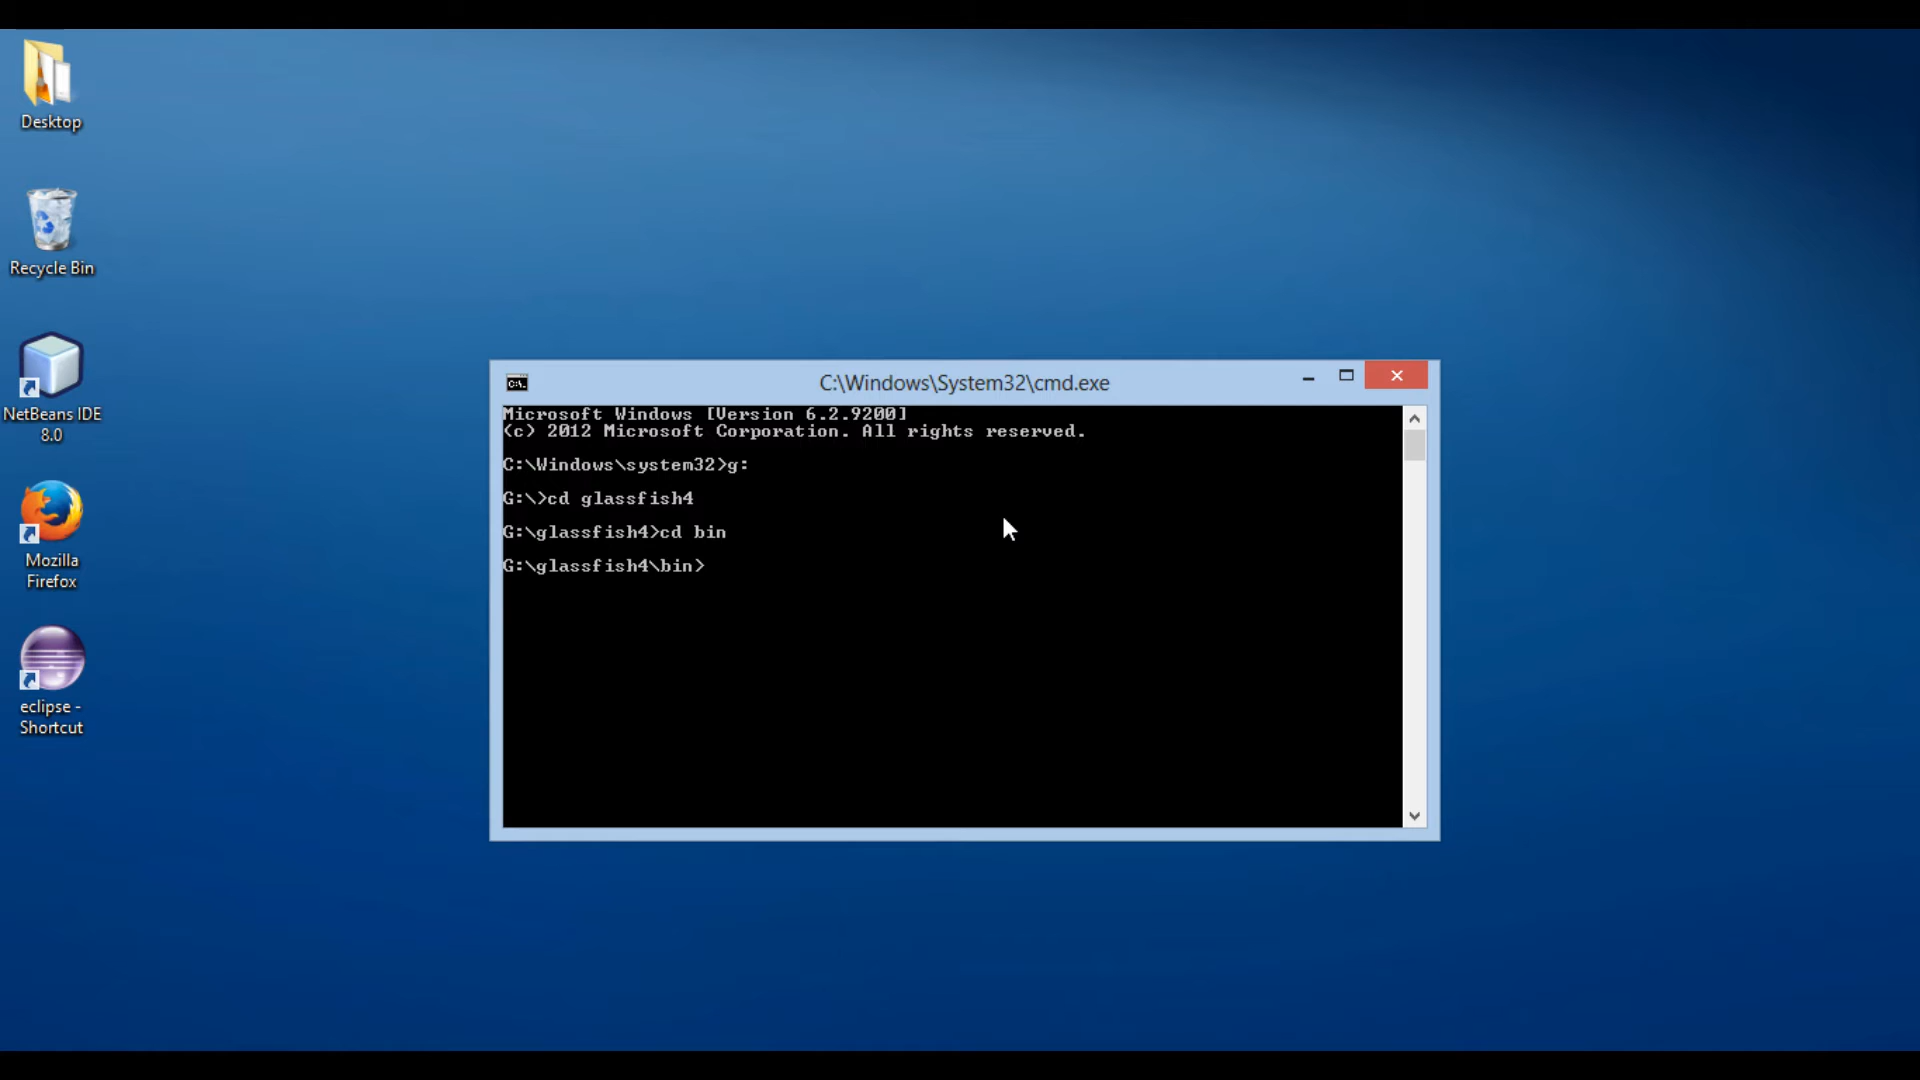 Desktop
Recycle Bin
NetBeans IDE
8.0
Mozilla
Firefox
eclipse -
Shortcut
C:\Windows\System32\cmd.exe
Microsoft Windows [Version 6.2.9200]
(c) 2012 Microsoft Corporation. All rights reserved.
C:\Windows\system32>g:
G:\>cd glassfish4
G:\glassfish4>cd bin
G:\glassfish4\bin>